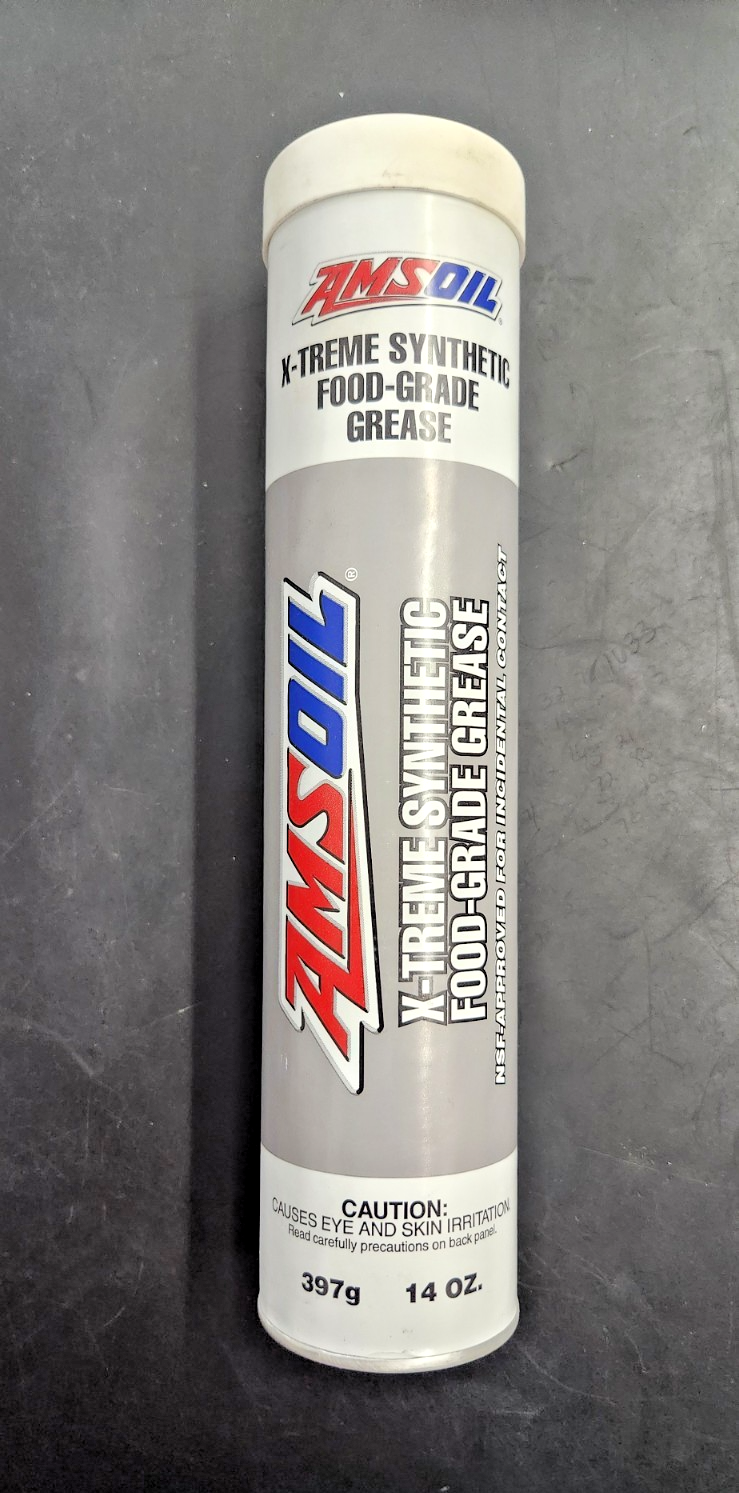 AMSOIL®
X-TREME SYNTHETIC
FOOD-GRADE
GREASE
AMSOIL®
X-TREME SYNTHETIC
FOOD-GRADE GREASE
NSF-APPROVED FOR INCIDENTAL CONTACT
CAUTION:
CAUSES EYE AND SKIN IRRITATION.
Read carefully precautions on back panel.
397g 14 OZ.